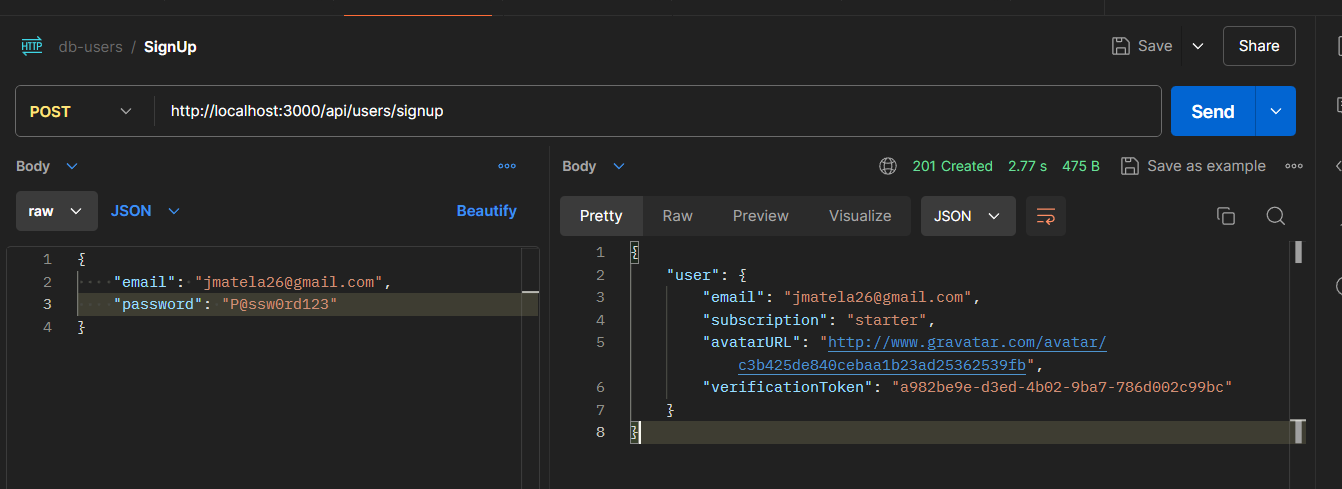 HTTP db-users / SignUp Save Share
POST http://localhost:3000/api/users/signup Send
Body
raw JSON Beautify
1 {
2 "email": "jmatela26@gmail.com",
3 "password": "P@ssw0rd123"
4 }
Body 201 Created 2.77 s 475 B Save as example
Pretty Raw Preview Visualize JSON
1 {
2 "user": {
3 "email": "jmatela26@gmail.com",
4 "subscription": "starter",
5 "avatarURL": "http://www.gravatar.com/avatar/
c3b425de840cebaa1b23ad25362539fb",
6 "verificationToken": "a982be9e-d3ed-4b02-9ba7-786d002c99bc"
7 }
8 }